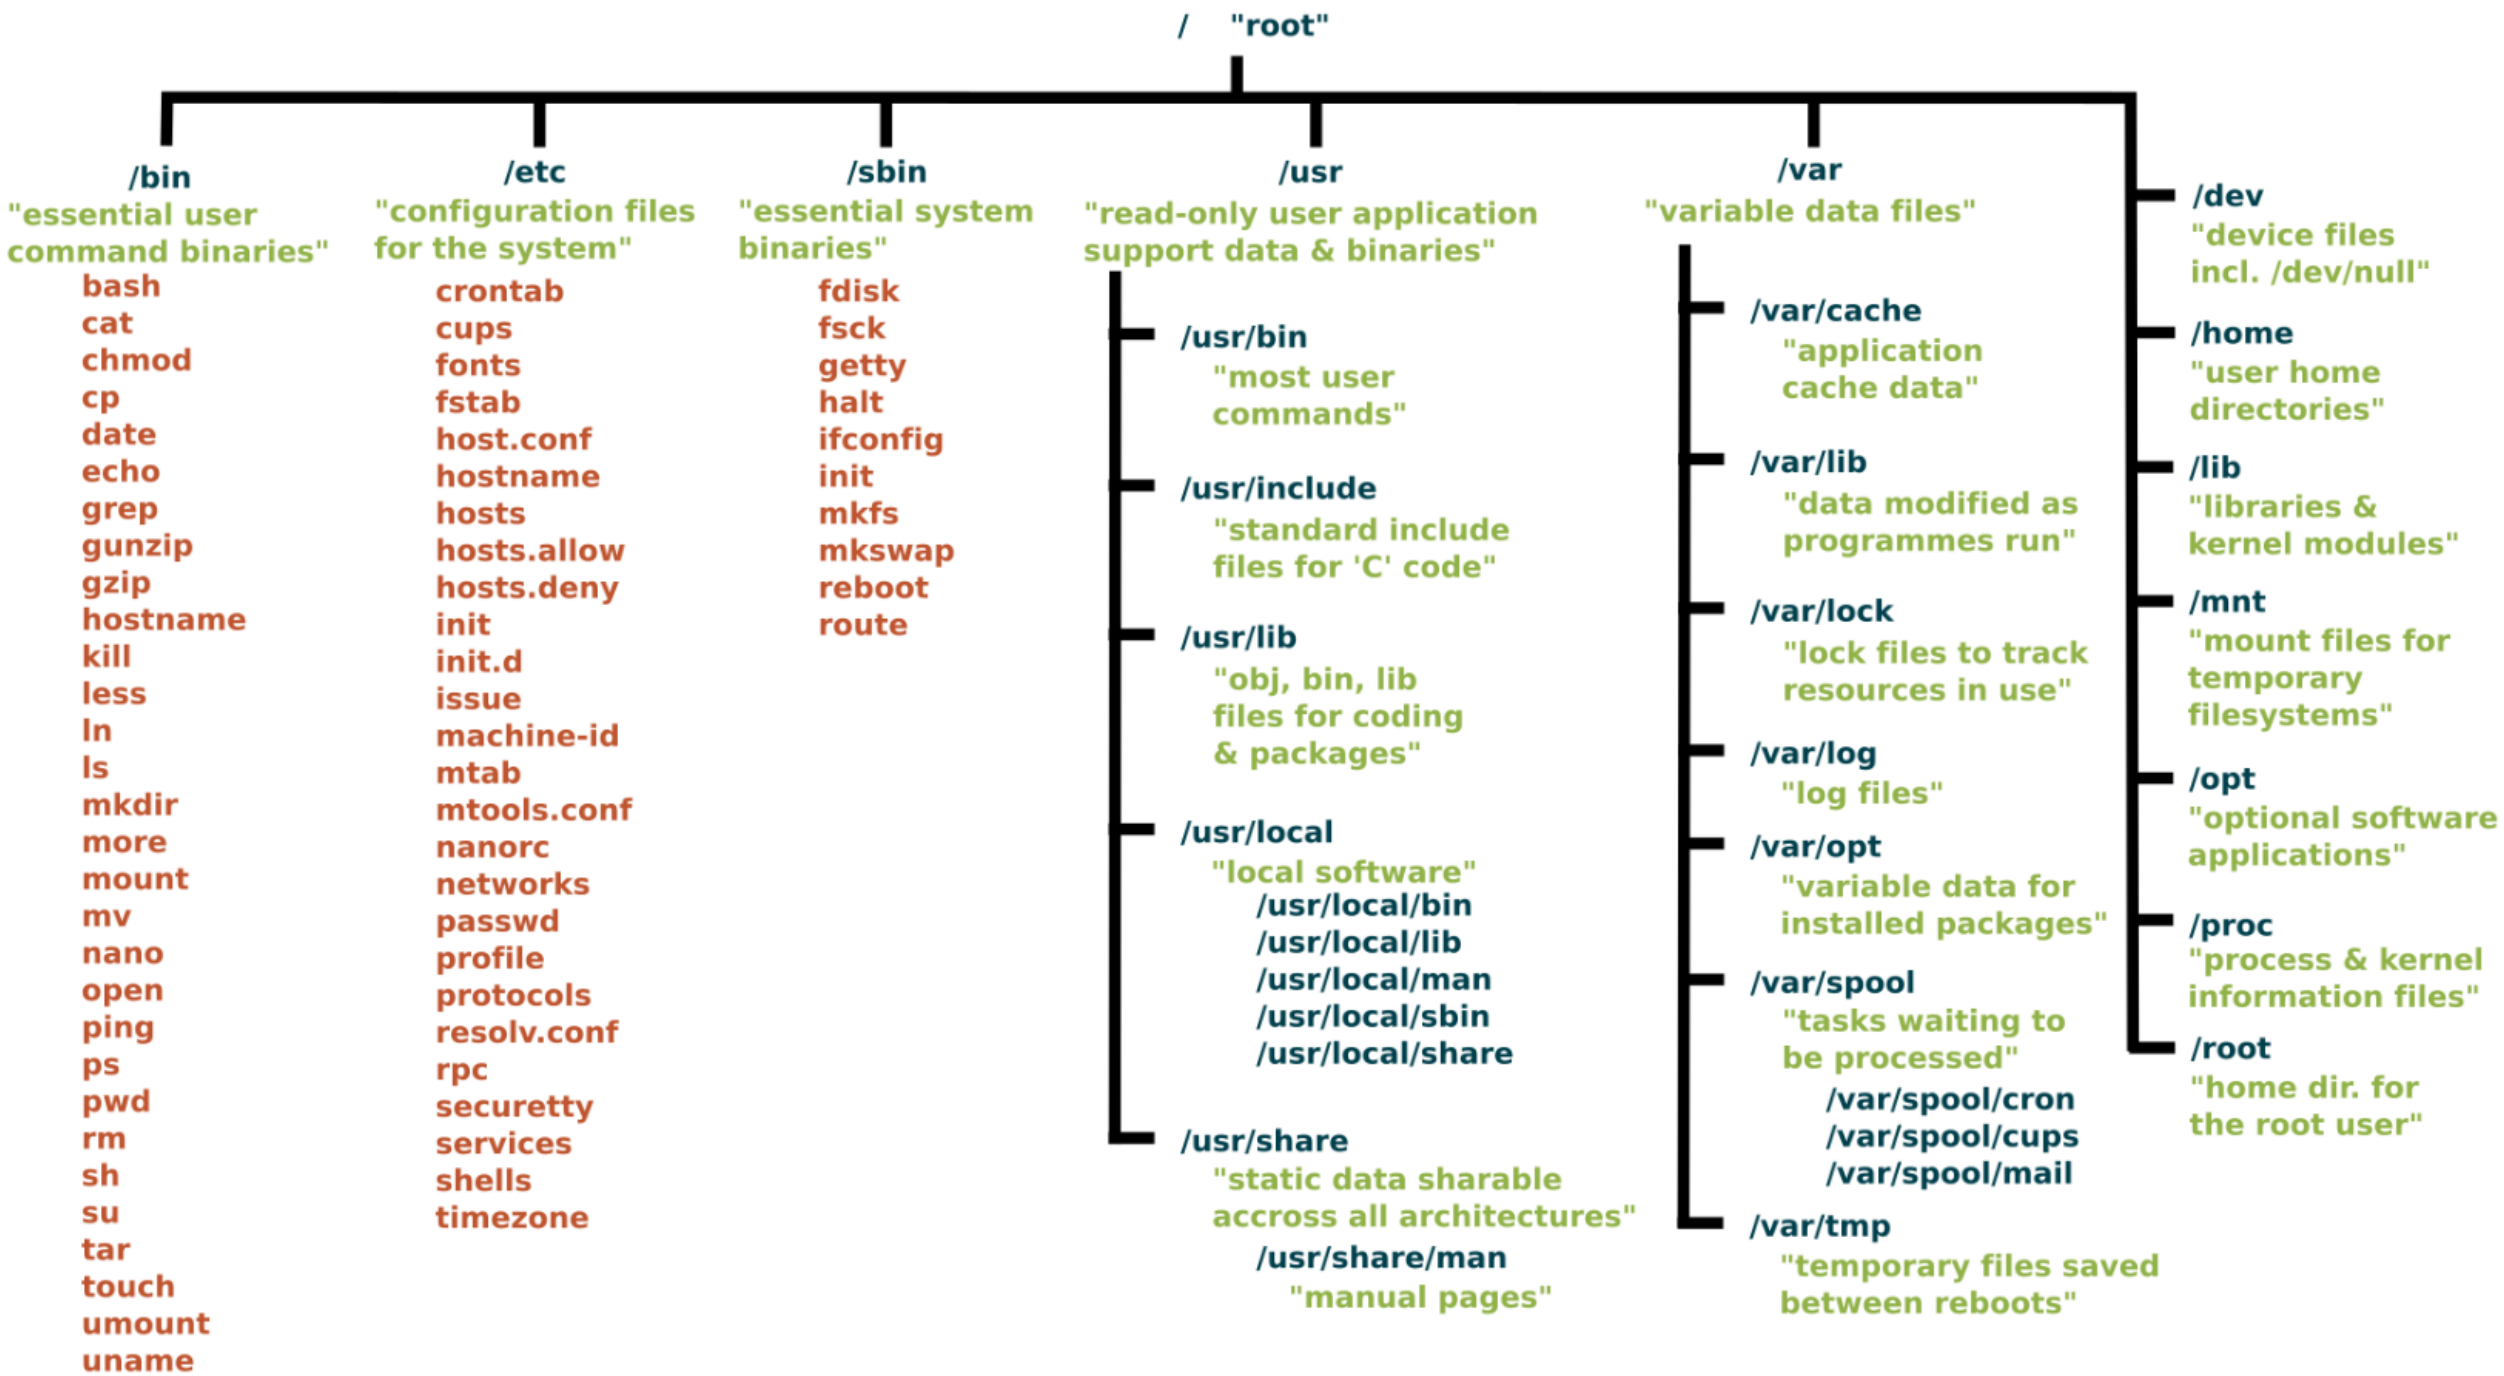 / "root"
/bin
"essential user
command binaries"
bash
cat
chmod
cp
date
echo
grep
gunzip
gzip
hostname
kill
less
ln
ls
mkdir
more
mount
mv
nano
open
ping
ps
pwd
rm
sh
su
tar
touch
umount
uname
/etc
"configuration files
for the system"
crontab
cups
fonts
fstab
host.conf
hostname
hosts
hosts.allow
hosts.deny
init
init.d
issue
machine-id
mtab
mtools.conf
nanorc
networks
passwd
profile
protocols
resolv.conf
rpc
securetty
services
shells
timezone
/sbin
"essential system
binaries"
fdisk
fsck
getty
halt
ifconfig
init
mkfs
mkswap
reboot
route
/usr
"read-only user application
support data & binaries"
/usr/bin
"most user
commands"
/usr/include
"standard include
files for 'C' code"
/usr/lib
"obj, bin, lib
files for coding
& packages"
/usr/local
"local software"
/usr/local/bin
/usr/local/lib
/usr/local/man
/usr/local/sbin
/usr/local/share
/usr/share
"static data sharable
accross all architectures"
/usr/share/man
"manual pages"
/var
"variable data files"
/var/cache
"application
cache data"
/var/lib
"data modified as
programmes run"
/var/lock
"lock files to track
resources in use"
/var/log
"log files"
/var/opt
"variable data for
installed packages"
/var/spool
"tasks waiting to
be processed"
/var/spool/cron
/var/spool/cups
/var/spool/mail
/var/tmp
"temporary files saved
between reboots"
/dev
"device files
incl. /dev/null"
/home
"user home
directories"
/lib
"libraries &
kernel modules"
/mnt
"mount files for
temporary
filesystems"
/opt
"optional software
applications"
/proc
"process & kernel
information files"
/root
"home dir. for
the root user"